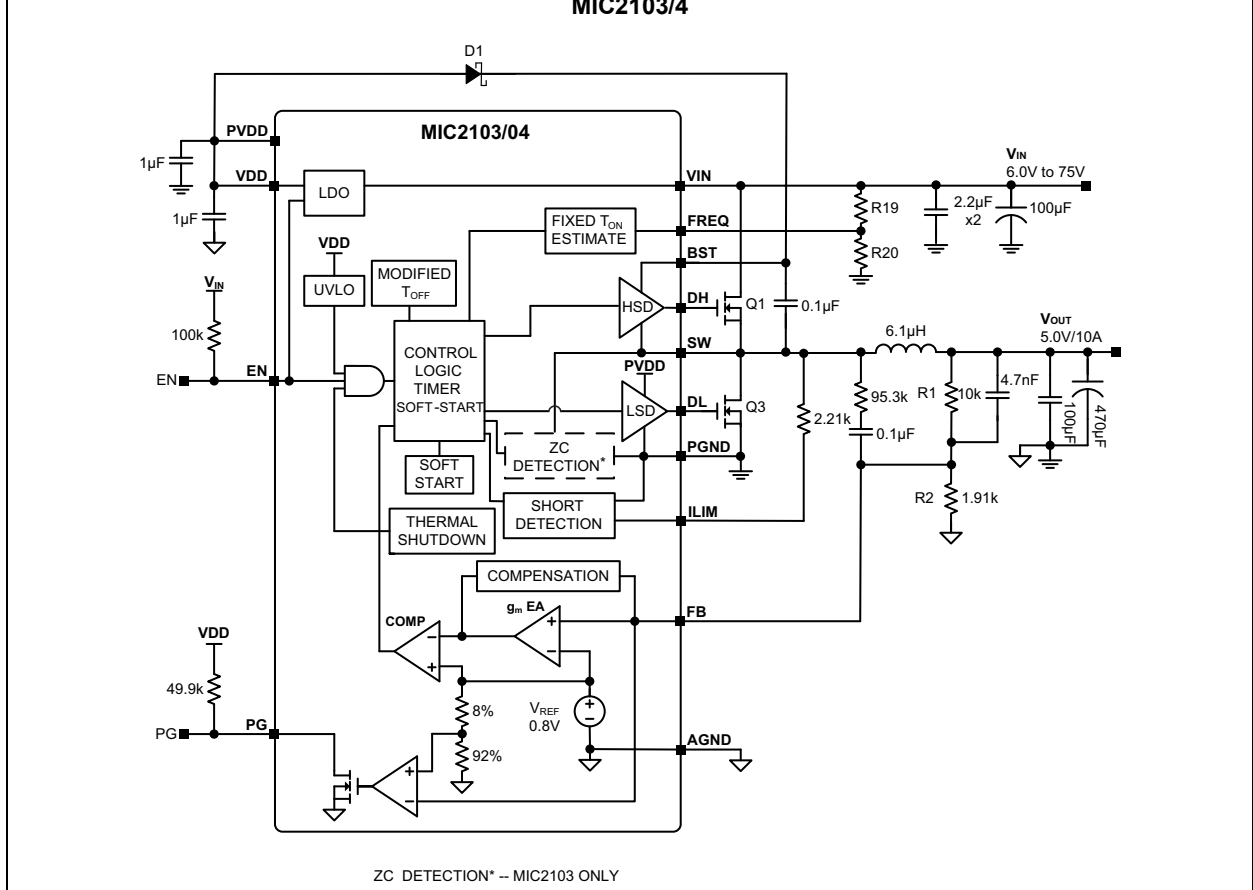 MIC2103/4
D1
MIC2103/04
PVDD
1µF
VDD
LDO
1µF
VIN
VIN
6.0V to 75V
R19
2.2µF
x2
100µF
FREQ
FIXED TON
ESTIMATE
R20
VDD
UVLO
MODIFIED
TOFF
BST
VIN
100k
HSD
DH
Q1
0.1µF
VOUT
5.0V/10A
6.1µH
SW
CONTROL
LOGIC
TIMER
SOFT-START
PVDD
EN
EN
LSD
DL
Q3
2.21k
95.3k
R1
10k
4.7nF
100µF
470µF
0.1µF
ZC
DETECTION*
PGND
SOFT
START
R2
1.91k
SHORT
DETECTION
ILIM
THERMAL
SHUTDOWN
COMPENSATION
gm EA
COMP
FB
+
−
−
+
VDD
49.9k
8%
VREF
0.8V
+
−
PG
PG
92%
AGND
+
−
ZC DETECTION* -- MIC2103 ONLY